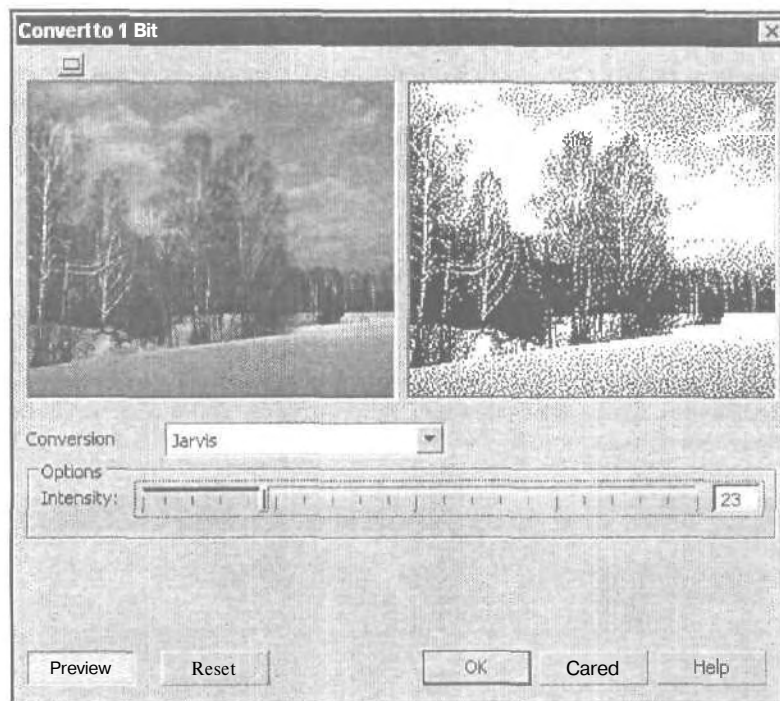 Convert to 1 Bit
Conversion Jarvis
Options
Intensity: 23
Preview Reset OK Cared Help